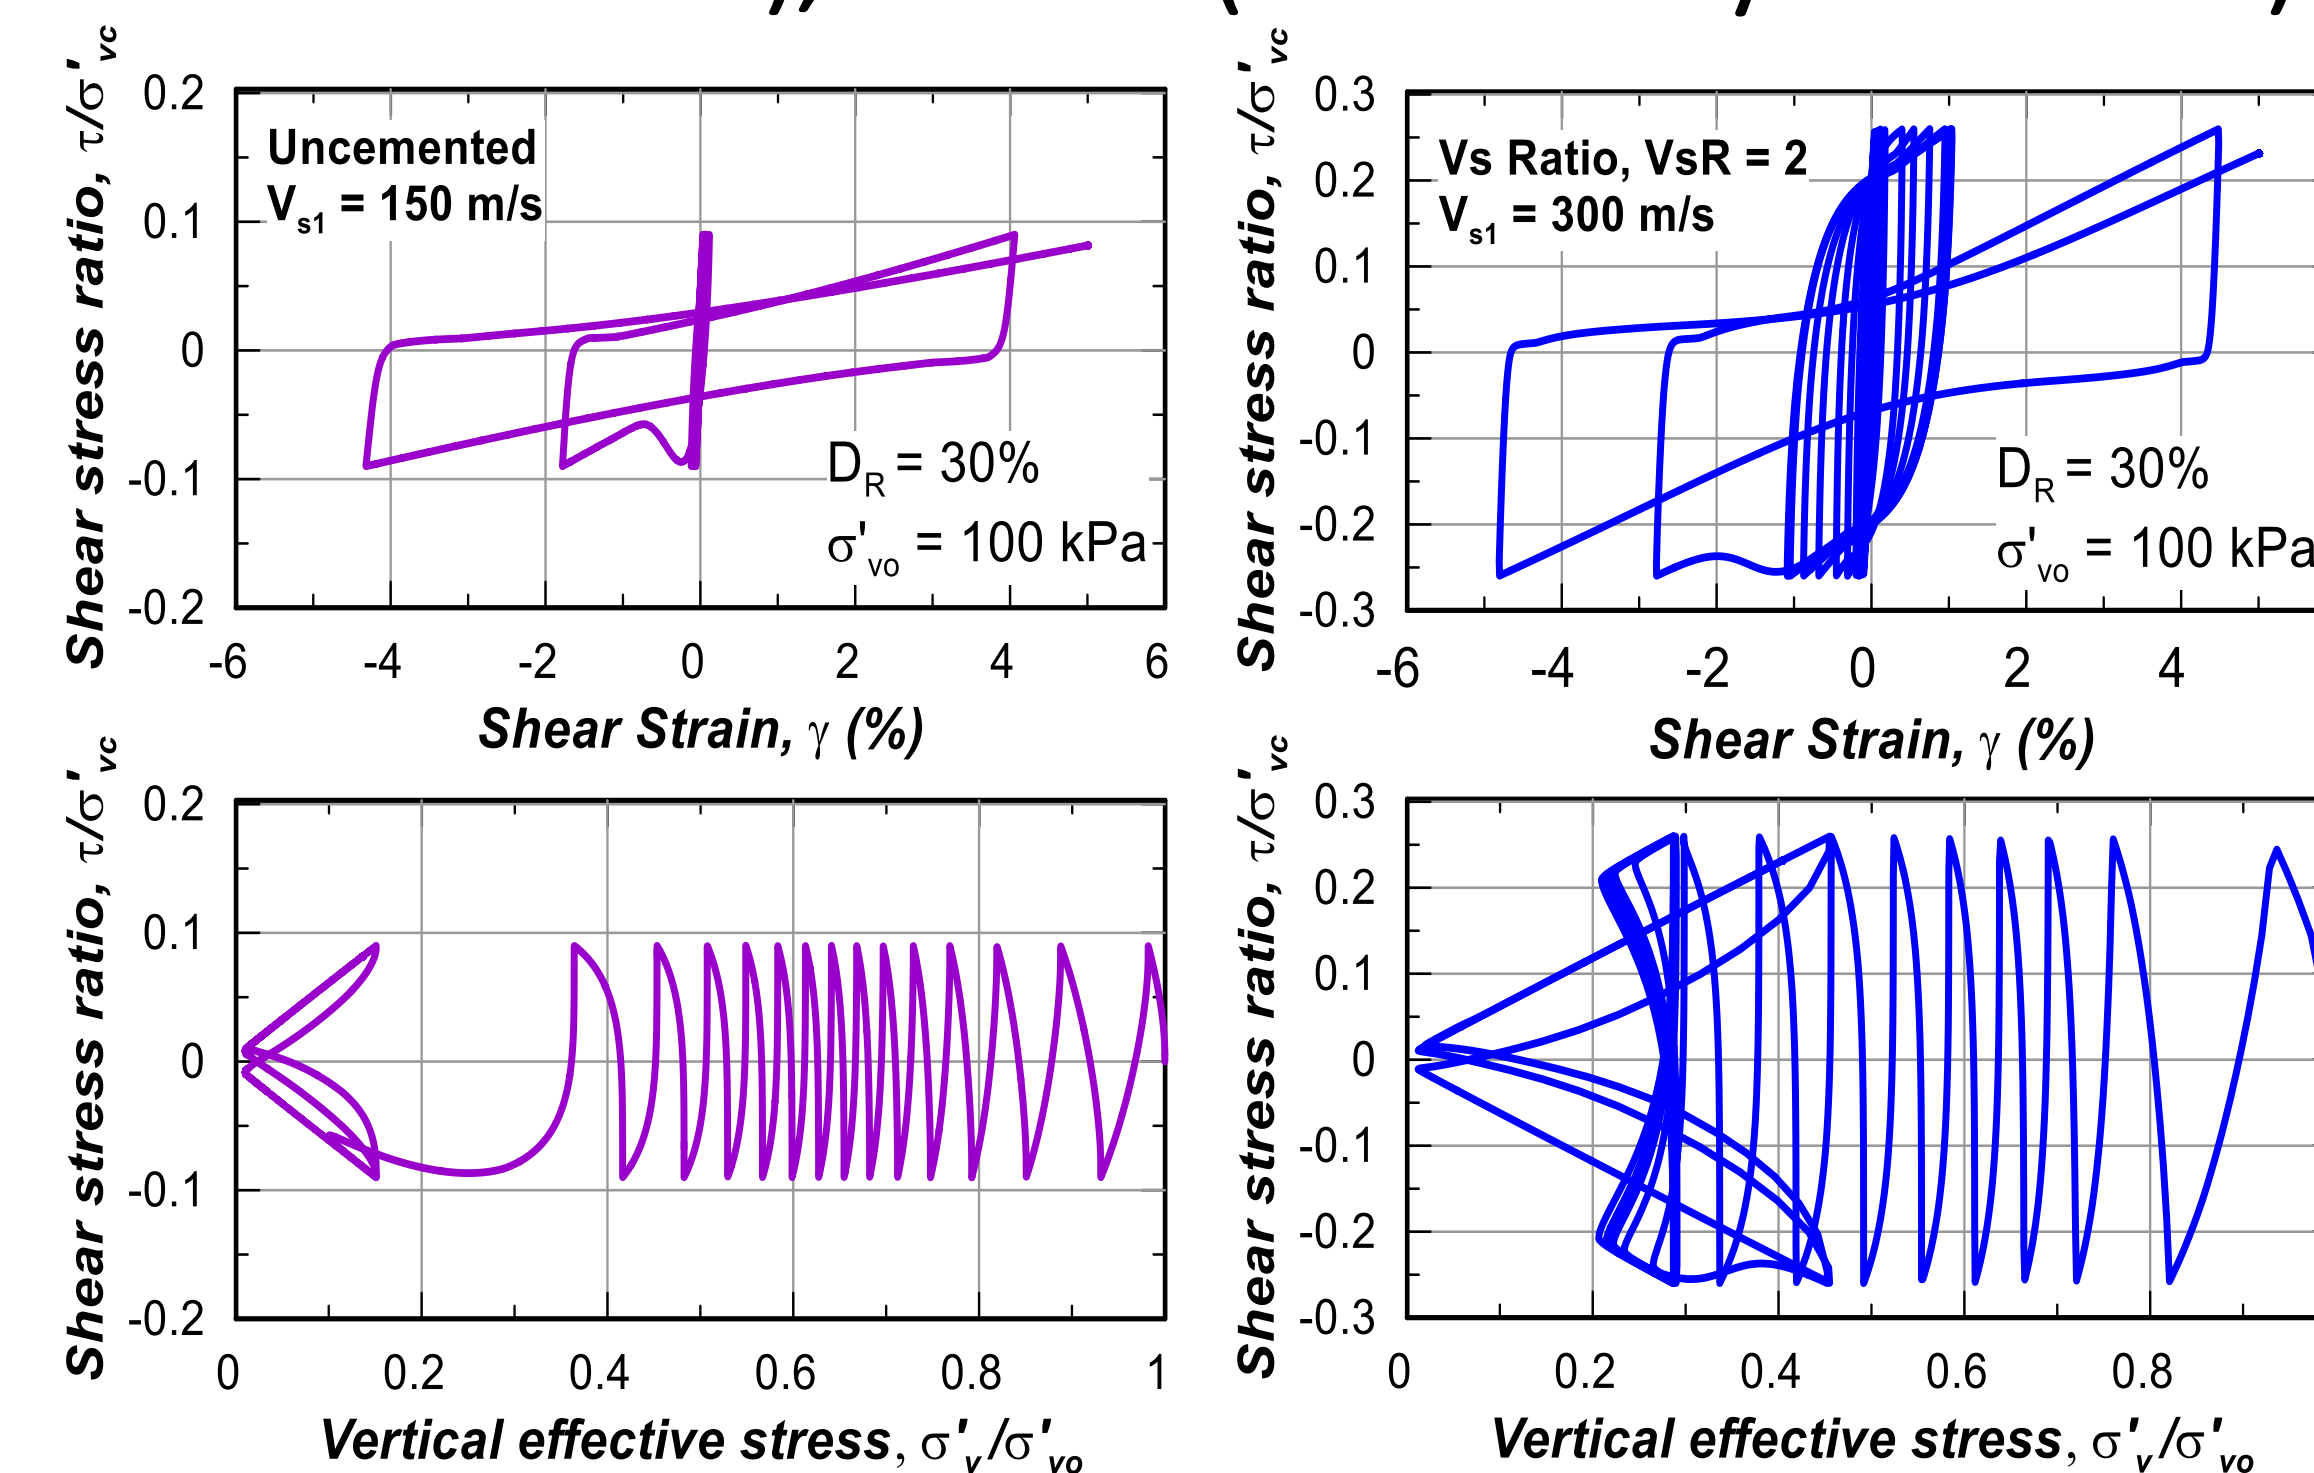 Shear stress ratio, τ/σ'vc
0.2
0.1
0
-0.1
-0.2
Uncemented
Vs1 = 150 m/s
DR = 30%
σ'vo = 100 kPa
-6 -4 -2 0 2 4 6
Shear Strain, γ (%)
Shear stress ratio, τ/σ'vc
0.3
0.2
0.1
0
-0.1
-0.2
-0.3
Vs Ratio, VsR = 2
Vs1 = 300 m/s
DR = 30%
σ'vo = 100 kPa
-6 -4 -2 0 2 4
Shear Strain, γ (%)
Shear stress ratio, τ/σ'vc
0.2
0.1
0
-0.1
-0.2
0 0.2 0.4 0.6 0.8 1
Vertical effective stress, σ'v/σ'vo
Shear stress ratio, τ/σ'vc
0.3
0.2
0.1
0
-0.1
-0.2
-0.3
0 0.2 0.4 0.6 0.8
Vertical effective stress, σ'v/σ'vo